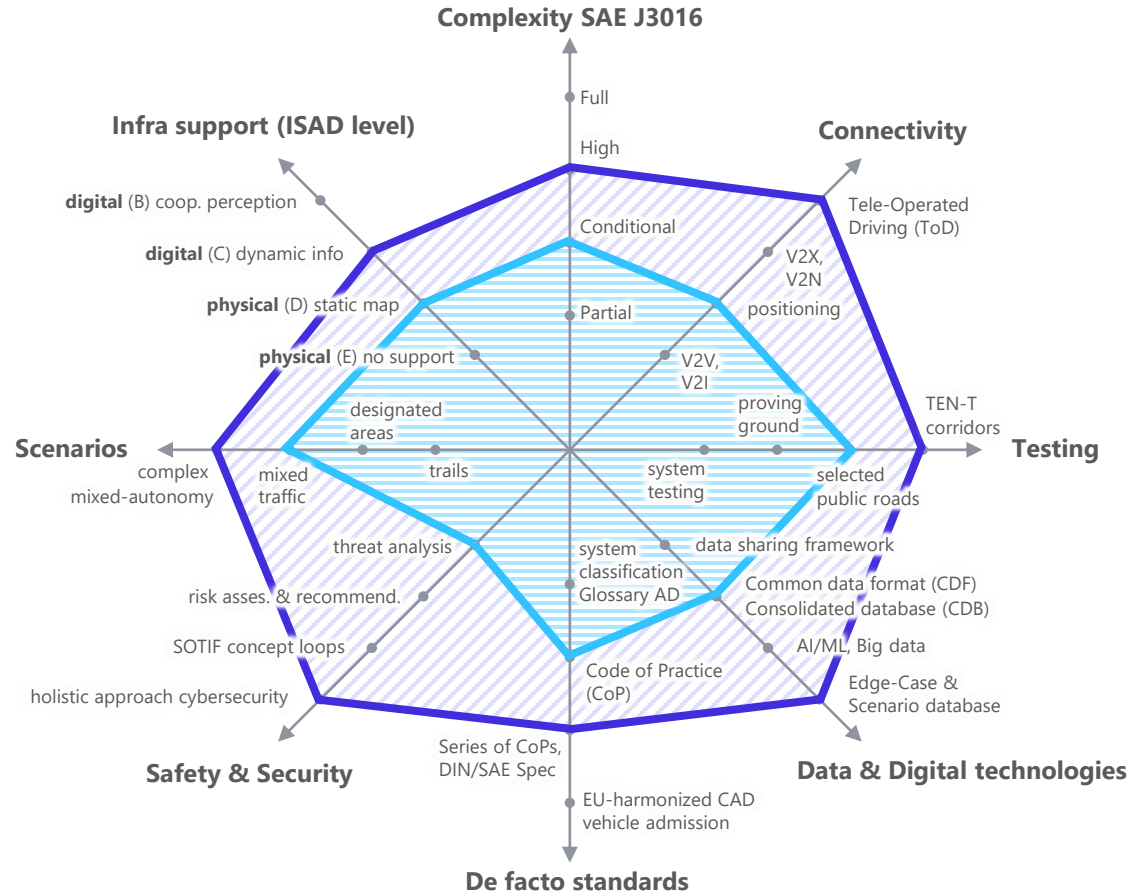 Complexity SAE J3016
Full
Infra support (ISAD level)
Connectivity
High
digital (B) coop. perception
Tele-Operated
Driving (ToD)
Conditional
digital (C) dynamic info
V2X,
V2N
physical (D) static map
positioning
Partial
physical (E) no support
V2V,
V2I
designated
areas
proving
ground
TEN-T
corridors
Scenarios
Testing
complex
mixed-autonomy
mixed
traffic
trails
system
testing
selected
public roads
threat analysis
system
classification
Glossary AD
data sharing framework
risk asses. & recommend.
Common data format (CDF)
Consolidated database (CDB)
SOTIF concept loops
AI/ML, Big data
holistic approach cybersecurity
Code of Practice
(CoP)
Edge-Case &
Scenario database
Series of CoPs,
DIN/SAE Spec
Safety & Security
Data & Digital technologies
EU-harmonized CAD
vehicle admission
De facto standards